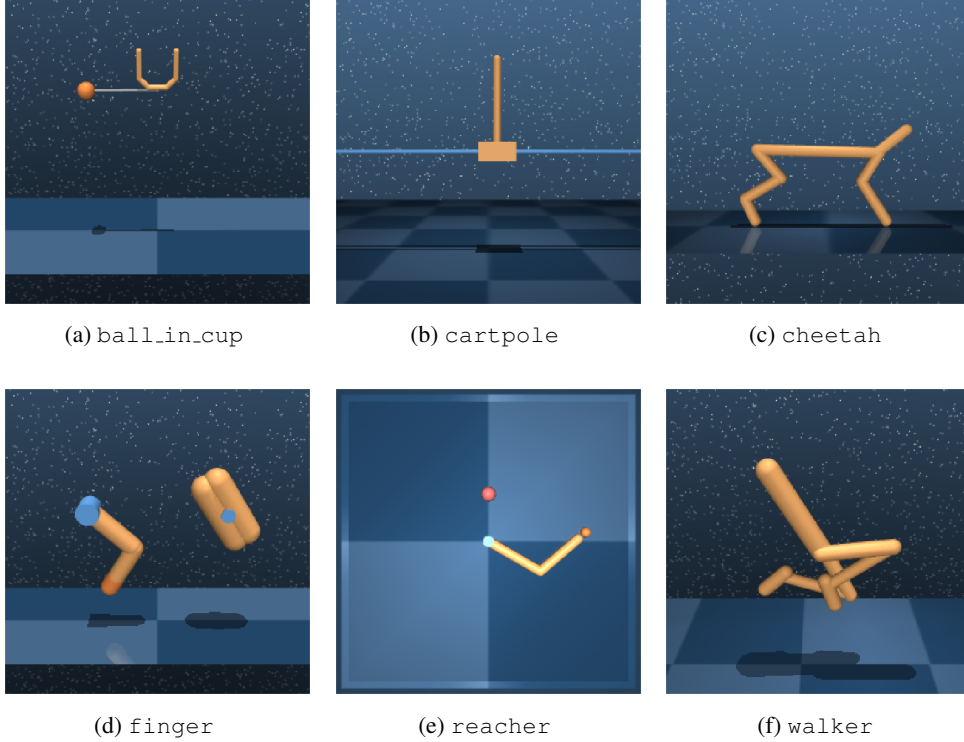 (a) ball_in_cup
(b) cartpole
(c) cheetah
(d) finger
(e) reacher
(f) walker